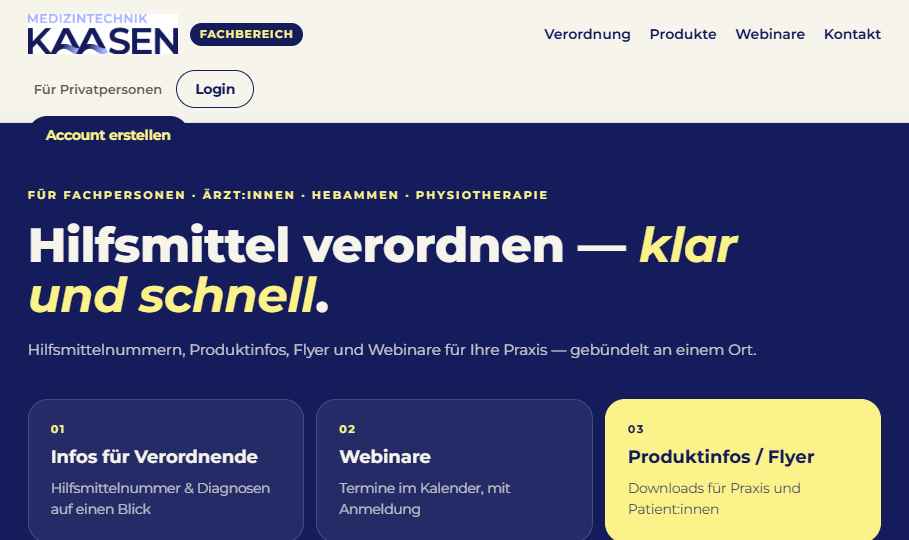 MEDIZINTECHNIK
KAASEN
FACHBEREICH
Verordnung Produkte Webinare Kontakt
Für Privatpersonen Login
Account erstellen
FÜR FACHPERSONEN · ÄRZT:INNEN · HEBAMMEN · PHYSIOTHERAPIE
Hilfsmittel verordnen — klar
und schnell.
Hilfsmittelnummern, Produktinfos, Flyer und Webinare für Ihre Praxis — gebündelt an einem Ort.
01
Infos für Verordnende
Hilfsmittelnummer & Diagnosen
auf einen Blick
02
Webinare
Termine im Kalender, mit
Anmeldung
03
Produktinfos / Flyer
Downloads für Praxis und
Patient:innen